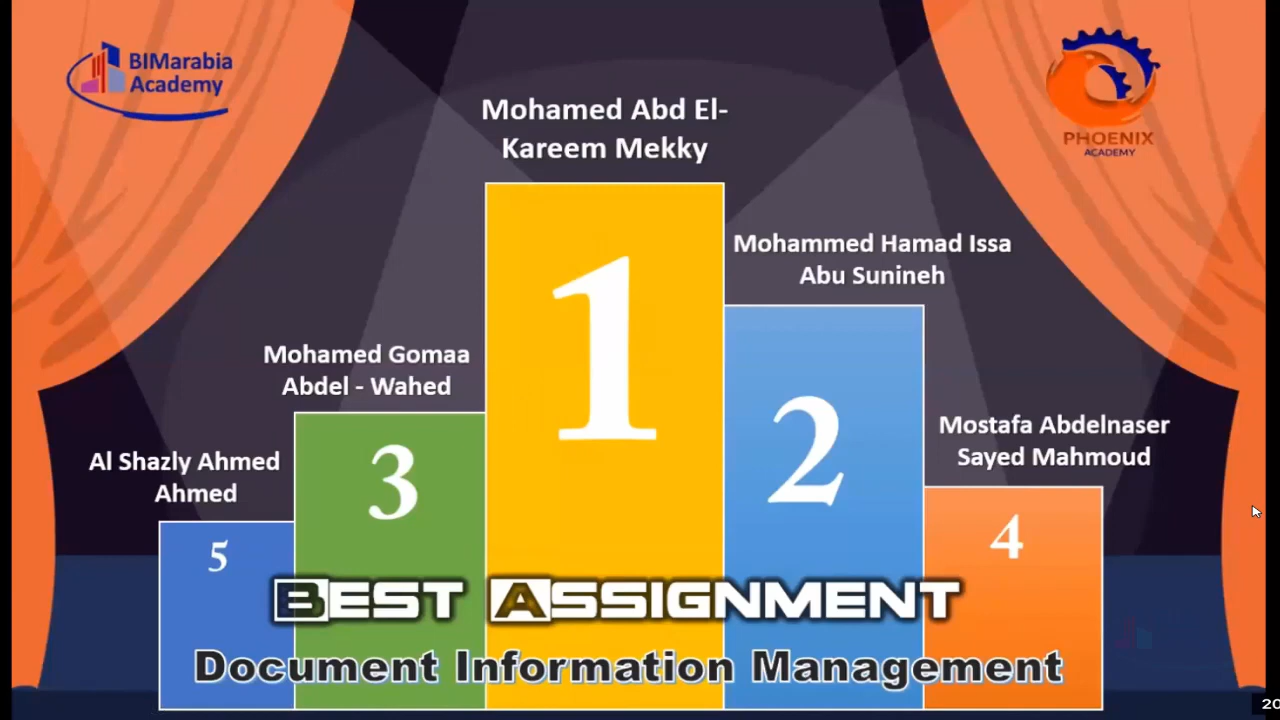 BIMarabia
Academy
PHOENIX
ACADEMY
Mohamed Abd El-
Kareem Mekky
1
Mohammed Hamad Issa
Abu Sunineh
2
Mohamed Gomaa
Abdel - Wahed
3
Mostafa Abdelnaser
Sayed Mahmoud
4
Al Shazly Ahmed
Ahmed
5
BEST ASSIGNMENT
Document Information Management